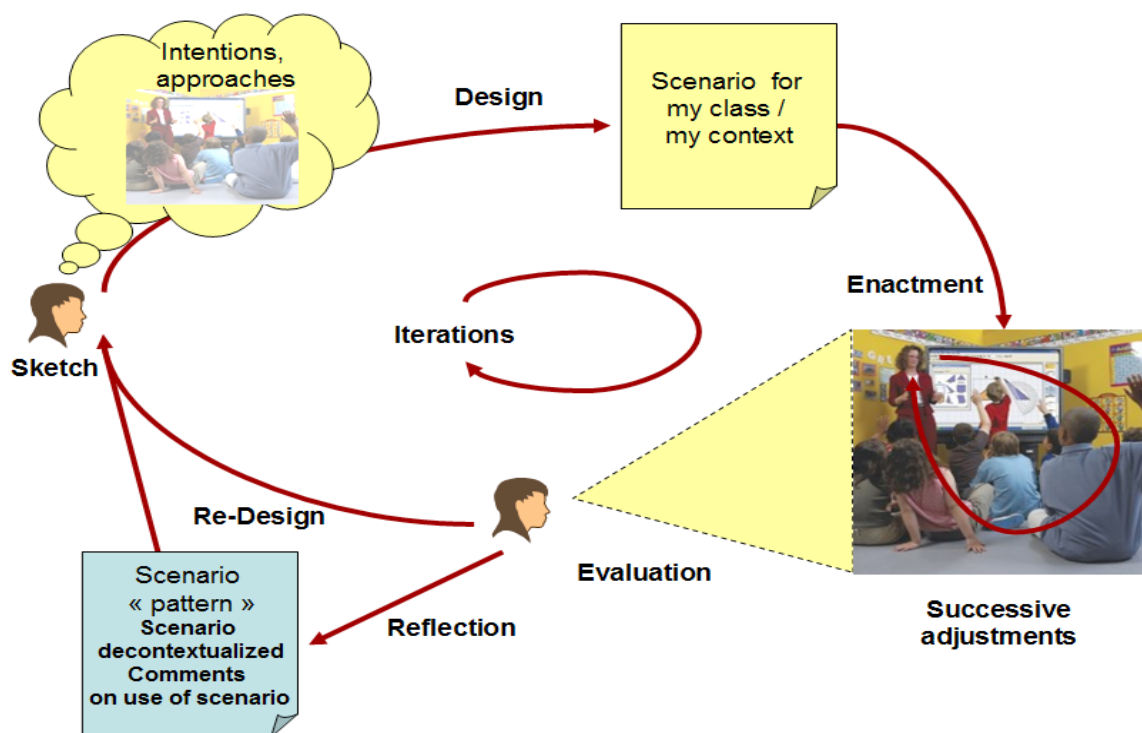 Intentions,
approaches
Design
Scenario for
my class /
my context
Enactment
Iterations
Sketch
Re-Design
Evaluation
Reflection
Successive
adjustments
Scenario
« pattern »
Scenario
decontextualized
Comments
on use of scenario